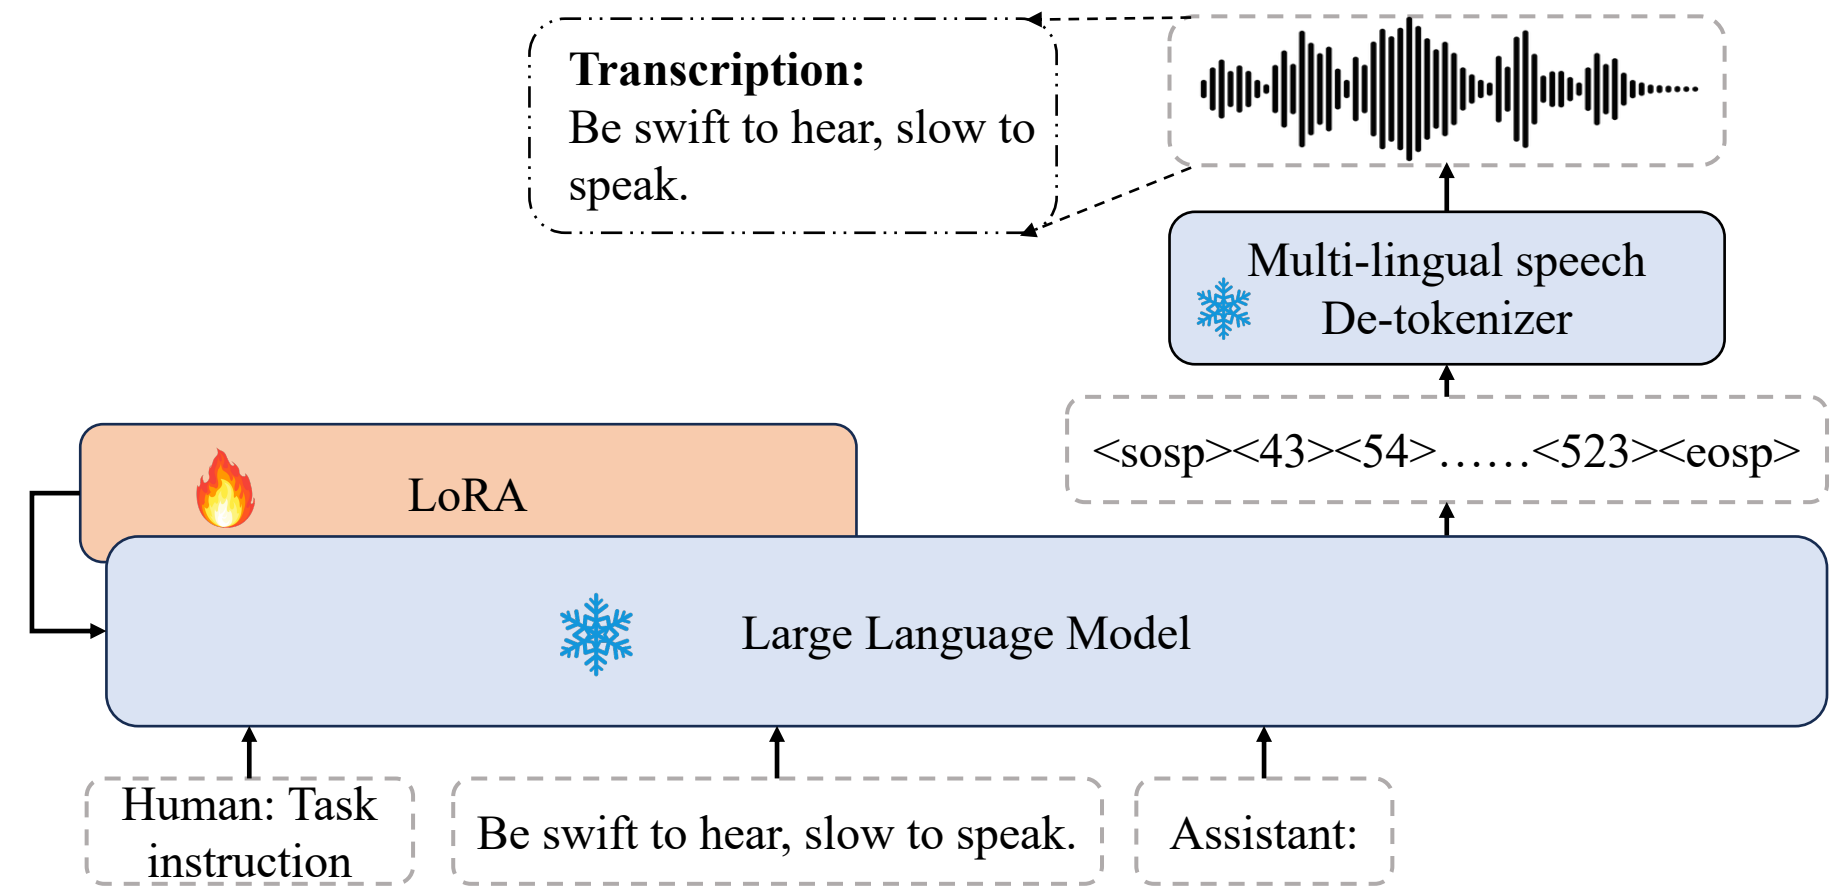 Transcription:
Be swift to hear, slow to
speak.
Multi-lingual speech
De-tokenizer
<sosp><43><54>......<523><eosp>
LoRA
Large Language Model
Human: Task
instruction
Be swift to hear, slow to speak.
Assistant: